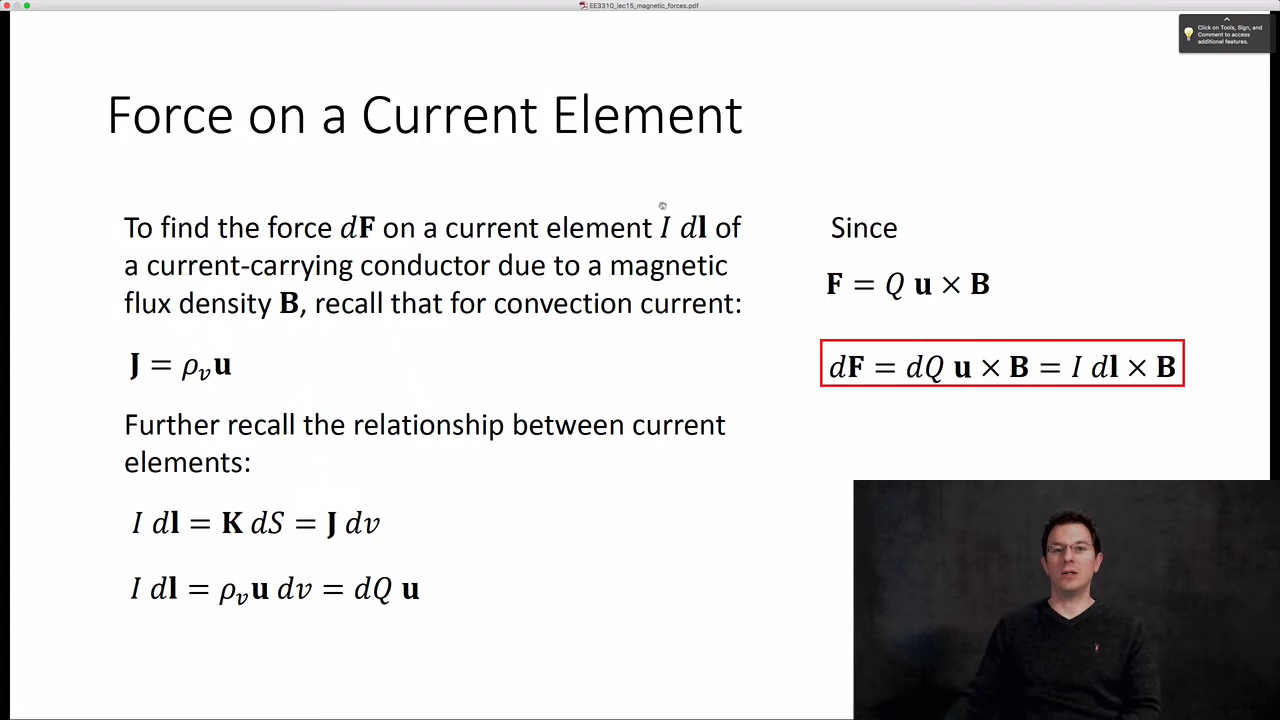 EE3310_lec15_magnetic_forces.pdf
Click on Tools, Sign, and
Comment to access
additional features.
Force on a Current Element
To find the force d𝐅 on a current element I d𝐥 of
a current-carrying conductor due to a magnetic
flux density 𝐁, recall that for convection current:
𝐉 = ρᵥ𝐮
Further recall the relationship between current
elements:
I d𝐥 = 𝐊 dS = 𝐉 dv
I d𝐥 = ρᵥ𝐮 dv = dQ 𝐮
Since
𝐅 = Q 𝐮 × 𝐁
d𝐅 = dQ 𝐮 × 𝐁 = I d𝐥 × 𝐁